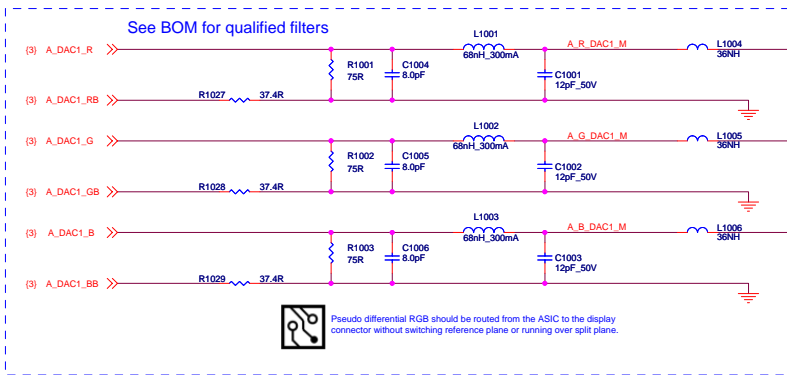 See BOM for qualified filters
{3} A_DAC1_R
L1001
68nH_300mA
A_R_DAC1_M
L1004
36NH
R1001
75R
C1004
8.0pF
C1001
12pF_50V
{3} A_DAC1_RB
R1027 37.4R
{3} A_DAC1_G
L1002
68nH_300mA
A_G_DAC1_M
L1005
36NH
R1002
75R
C1005
8.0pF
C1002
12pF_50V
{3} A_DAC1_GB
R1028 37.4R
{3} A_DAC1_B
L1003
68nH_300mA
A_B_DAC1_M
L1006
36NH
R1003
75R
C1006
8.0pF
C1003
12pF_50V
{3} A_DAC1_BB
R1029 37.4R
Pseudo differential RGB should be routed from the ASIC to the display
connector without switching reference plane or running over split plane.